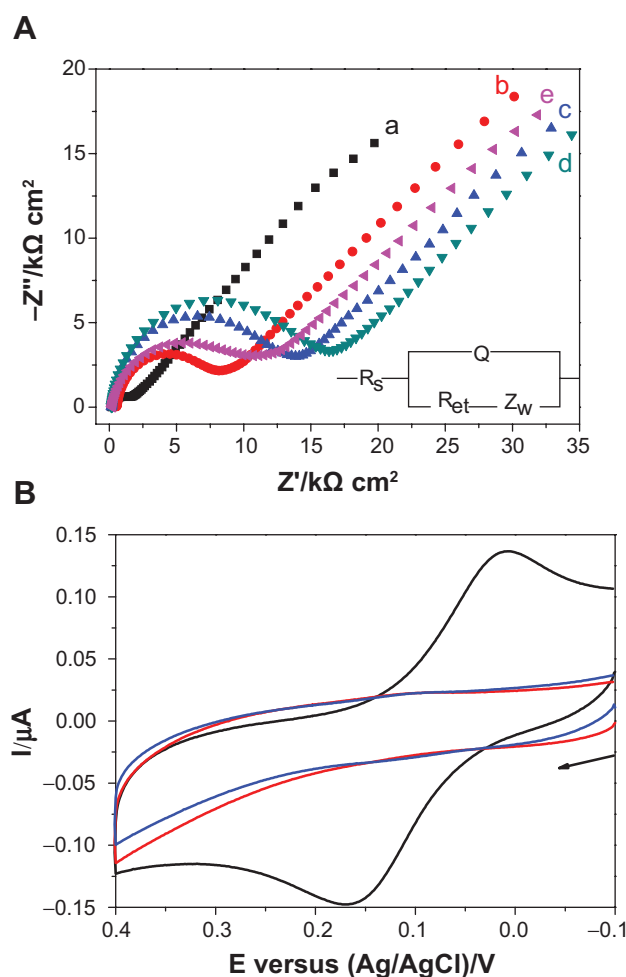 A
20
15
10
5
0
–Z"/kΩ cm²
a
b
e
c
d
Q
R_s
R_et Z_w
0 5 10 15 20 25 30 35
Z'/kΩ cm²
B
0.15
0.10
0.05
0.00
−0.05
−0.10
−0.15
I/μA
0.4 0.3 0.2 0.1 0.0 −0.1
E versus (Ag/AgCl)/V